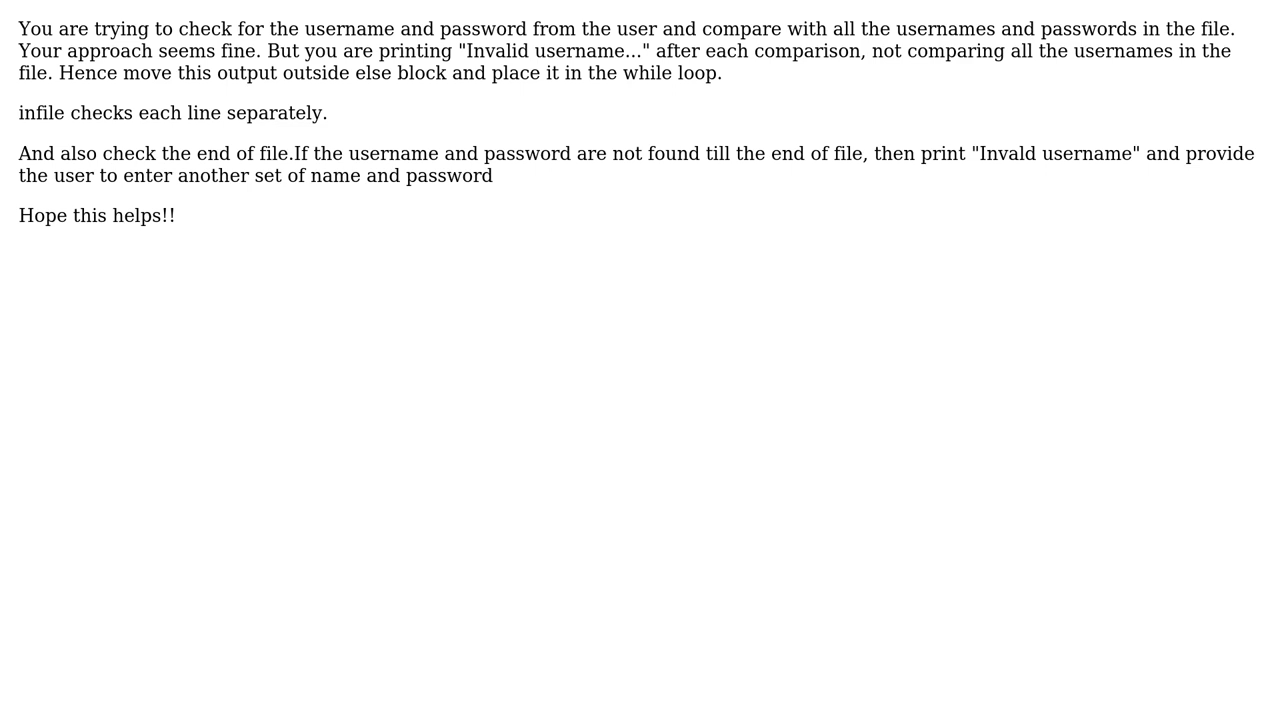 You are trying to check for the username and password from the user and compare with all the usernames and passwords in the file.
Your approach seems fine. But you are printing "Invalid username..." after each comparison, not comparing all the usernames in the
file. Hence move this output outside else block and place it in the while loop.
infile checks each line separately.
And also check the end of file.If the username and password are not found till the end of file, then print "Invald username" and provide
the user to enter another set of name and password
Hope this helps!!